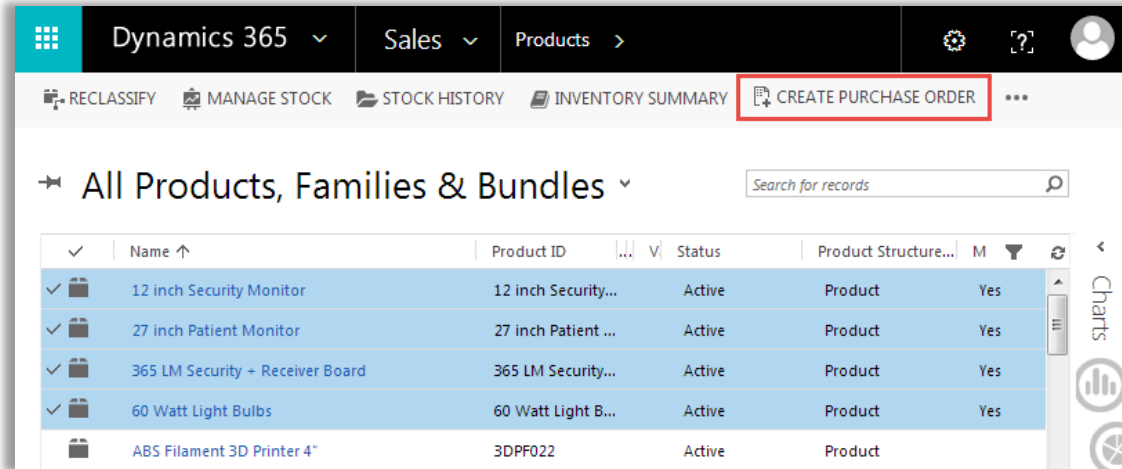 Dynamics 365 Sales Products
RECLASSIFY MANAGE STOCK STOCK HISTORY INVENTORY SUMMARY CREATE PURCHASE ORDER •••
All Products, Families & Bundles Search for records
Name ↑ Product ID ... V Status Product Structure... M
12 inch Security Monitor 12 inch Security... Active Product Yes
27 inch Patient Monitor 27 inch Patient ... Active Product Yes
365 LM Security + Receiver Board 365 LM Security... Active Product Yes
60 Watt Light Bulbs 60 Watt Light B... Active Product Yes
ABS Filament 3D Printer 4" 3DPF022 Active Product
Charts